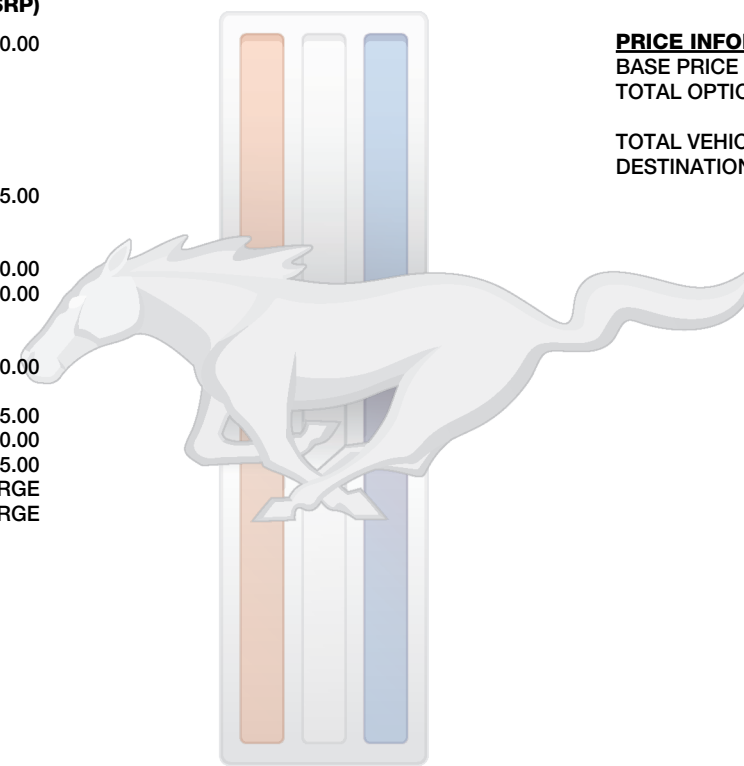 SRP)
0.00
5.00
0.00
0.00
0.00
5.00
0.00
5.00
RGE
RGE
PRICE INFO
BASE PRICE
TOTAL OPTIO
TOTAL VEHIC
DESTINATION